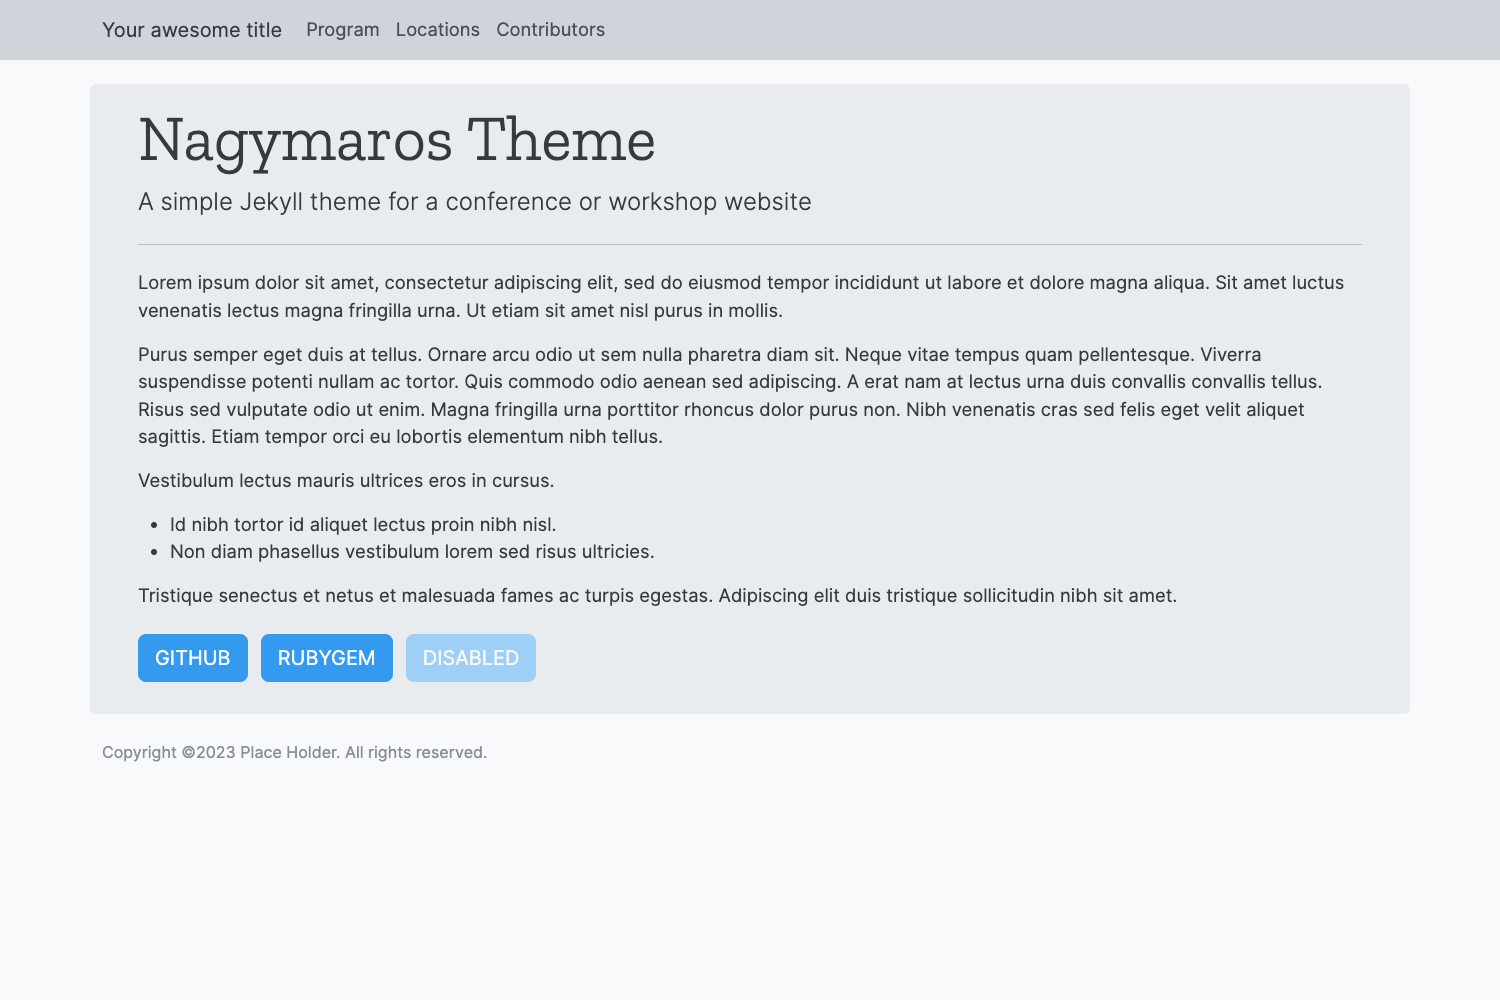 Your awesome title Program Locations Contributors
Nagymaros Theme
A simple Jekyll theme for a conference or workshop website
Lorem ipsum dolor sit amet, consectetur adipiscing elit, sed do eiusmod tempor incididunt ut labore et dolore magna aliqua. Sit amet luctus
venenatis lectus magna fringilla urna. Ut etiam sit amet nisl purus in mollis.
Purus semper eget duis at tellus. Ornare arcu odio ut sem nulla pharetra diam sit. Neque vitae tempus quam pellentesque. Viverra
suspendisse potenti nullam ac tortor. Quis commodo odio aenean sed adipiscing. A erat nam at lectus urna duis convallis convallis tellus.
Risus sed vulputate odio ut enim. Magna fringilla urna porttitor rhoncus dolor purus non. Nibh venenatis cras sed felis eget velit aliquet
sagittis. Etiam tempor orci eu lobortis elementum nibh tellus.
Vestibulum lectus mauris ultrices eros in cursus.
• Id nibh tortor id aliquet lectus proin nibh nisl.
• Non diam phasellus vestibulum lorem sed risus ultricies.
Tristique senectus et netus et malesuada fames ac turpis egestas. Adipiscing elit duis tristique sollicitudin nibh sit amet.
GITHUB RUBYGEM DISABLED
Copyright ©2023 Place Holder. All rights reserved.